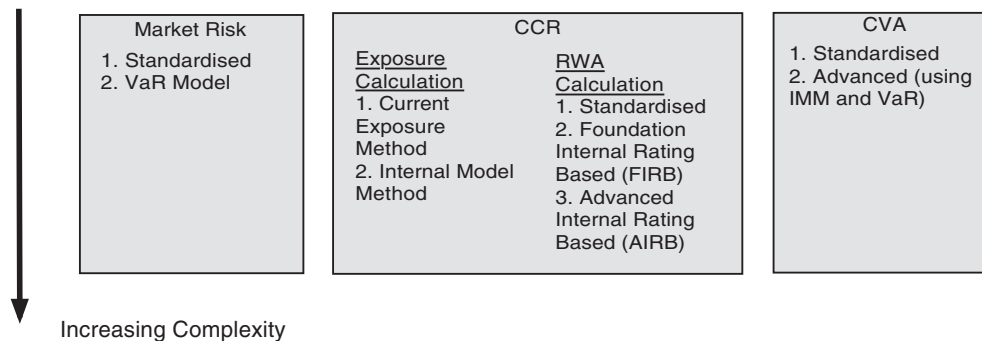 Market Risk
1. Standardised
2. VaR Model
CCR
Exposure
Calculation
1. Current
Exposure
Method
2. Internal Model
Method
RWA
Calculation
1. Standardised
2. Foundation
Internal Rating
Based (FIRB)
3. Advanced
Internal Rating
Based (AIRB)
CVA
1. Standardised
2. Advanced (using
IMM and VaR)
Increasing Complexity